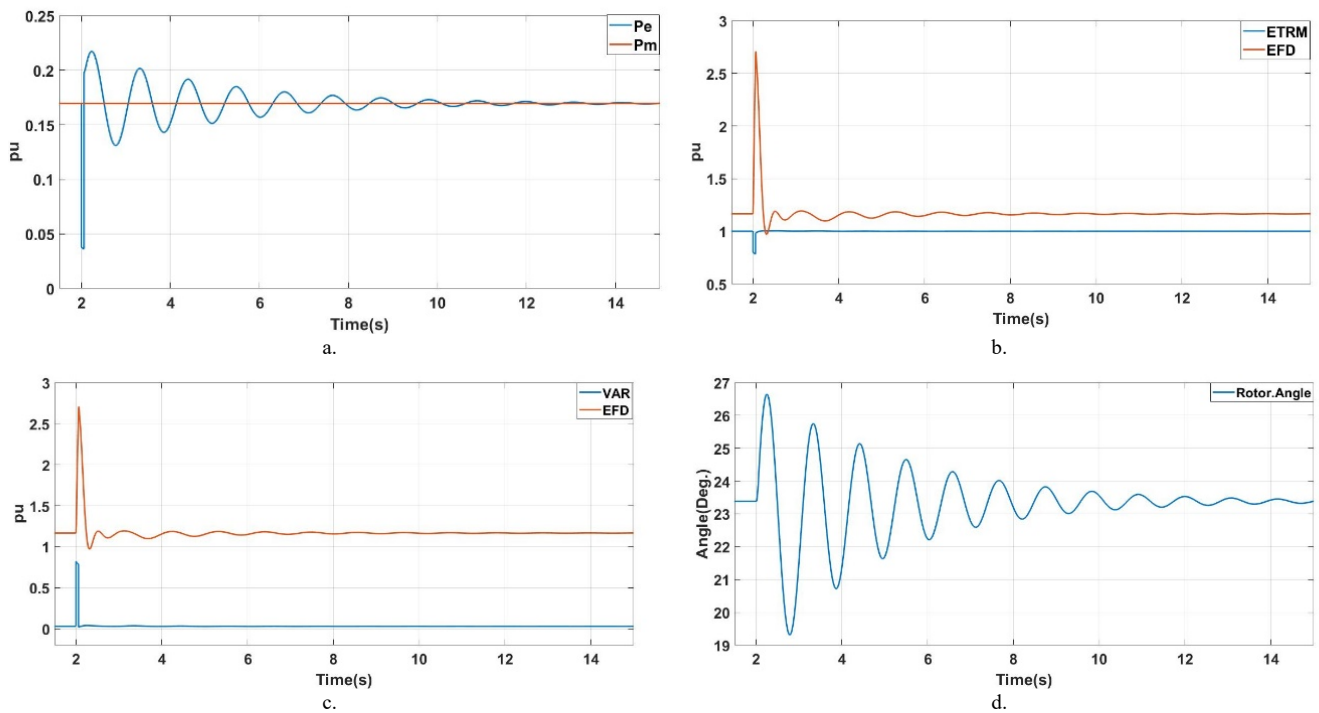 0.25
0.2
0.15
0.1
0.05
0
pu
Pe
Pm
2 4 6 8 10 12 14
Time(s)
a.
3
2.5
2
1.5
1
0.5
pu
ETRM
EFD
2 4 6 8 10 12 14
Time(s)
b.
3
2.5
2
1.5
1
0.5
0
pu
VAR
EFD
2 4 6 8 10 12 14
Time(s)
c.
27
26
25
24
23
22
21
20
19
Angle(Deg.)
Rotor.Angle
2 4 6 8 10 12 14
Time(s)
d.